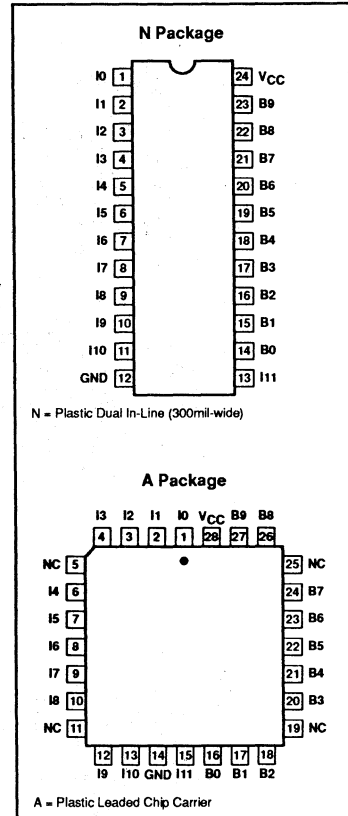 N Package
I0 1 24 VCC
I1 2 23 B9
I2 3 22 B8
I3 4 21 B7
I4 5 20 B6
I5 6 19 B5
I6 7 18 B4
I7 8 17 B3
I8 9 16 B2
I9 10 15 B1
I10 11 14 B0
GND 12 13 I11
N = Plastic Dual In-Line (300mil-wide)
A Package
I3 I2 I1 I0 VCC B9 B8
4 3 2 1 28 27 26
NC 5 25 NC
I4 6 24 B7
I5 7 23 B6
I6 8 22 B5
I7 9 21 B4
I8 10 20 B3
NC 11 19 NC
12 13 14 15 16 17 18
I9 I10 GND I11 B0 B1 B2
A = Plastic Leaded Chip Carrier